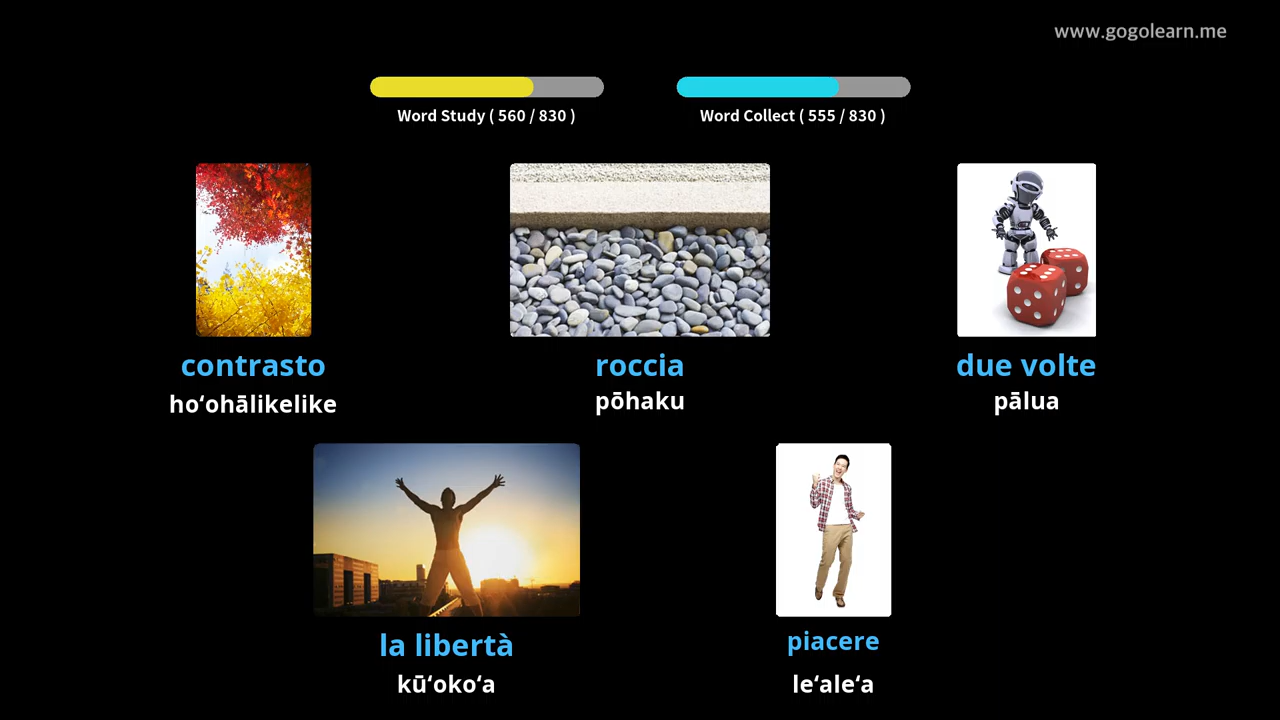 www.gogolearn.me
Word Study ( 560 / 830 )
Word Collect ( 555 / 830 )
contrasto
hoʻohālikelike
roccia
pōhaku
due volte
pālua
la libertà
kūʻokoʻa
piacere
leʻaleʻa